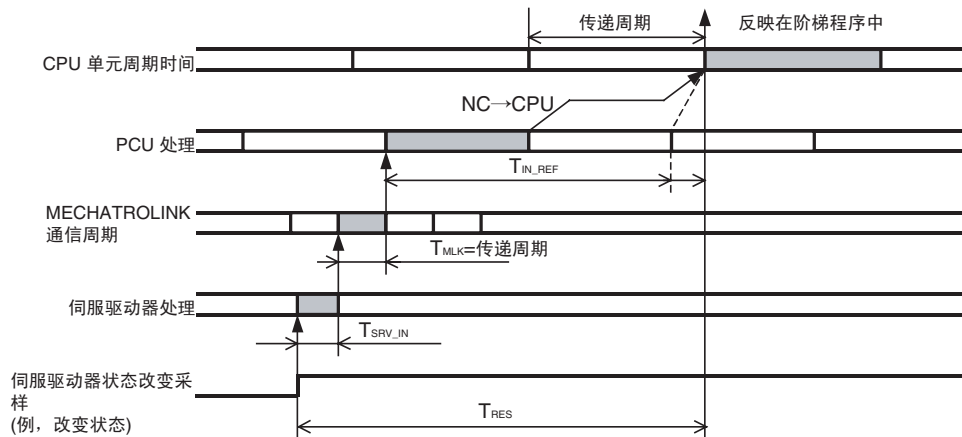 传递周期
反映在阶梯程序中
CPU 单元周期时间
NC→CPU
PCU 处理
TIN_REF
MECHATROLINK
通信周期
TMLK=传递周期
伺服驱动器处理
TSRV_IN
伺服驱动器状态改变采
样
(例，改变状态)
TRES